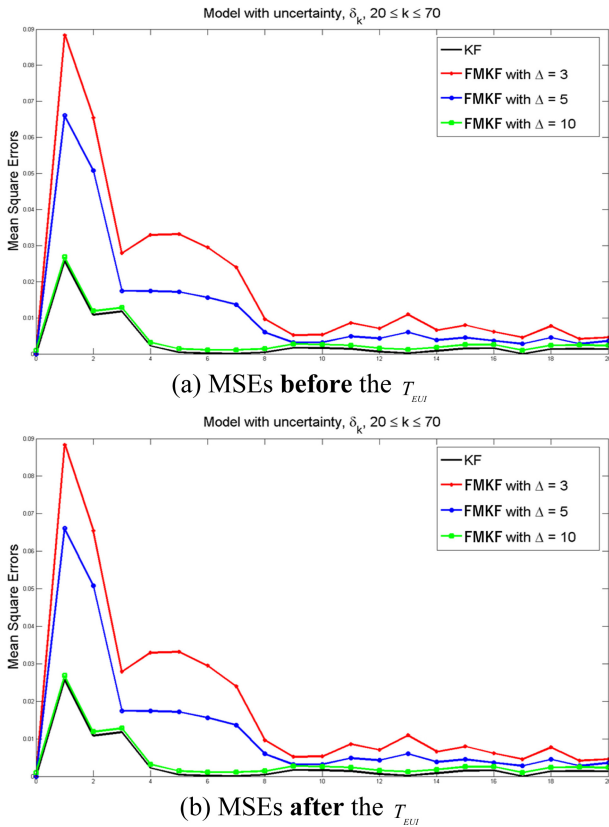 Model with uncertainty, δk, 20 ≤ k ≤ 70
0.09
0.08
0.07
0.06
0.05
0.04
0.03
0.02
0.01
0
Mean Square Errors
KF
FMKF with Δ = 3
FMKF with Δ = 5
FMKF with Δ = 10
0 2 4 6 8 10 12 14 16 18 20
(a) MSEs before the T_EUI
Model with uncertainty, δk, 20 ≤ k ≤ 70
0.09
0.08
0.07
0.06
0.05
0.04
0.03
0.02
0.01
0
Mean Square Errors
KF
FMKF with Δ = 3
FMKF with Δ = 5
FMKF with Δ = 10
0 2 4 6 8 10 12 14 16 18 20
(b) MSEs after the T_EUI